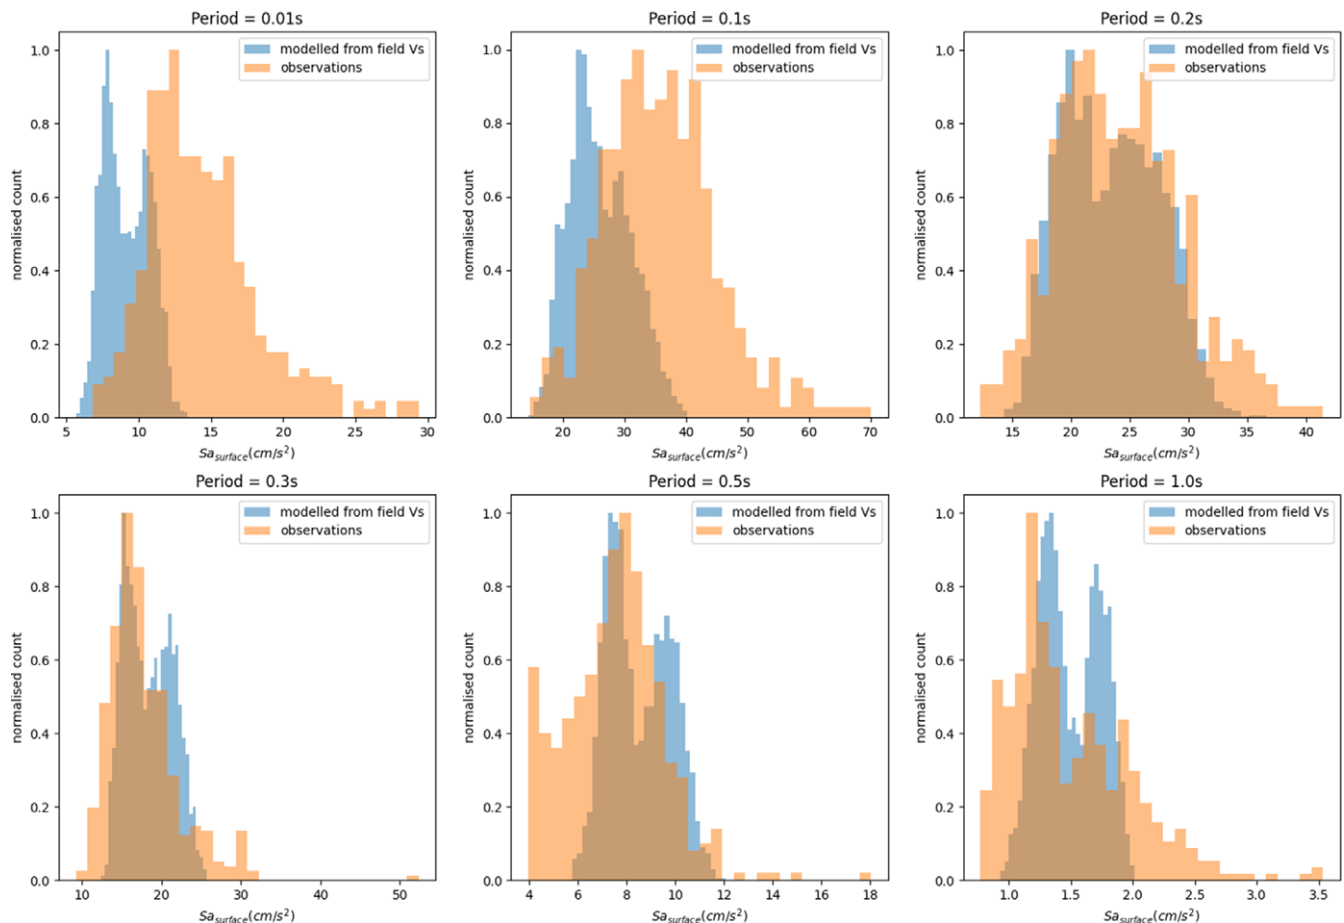 Period = 0.01s
modelled from field Vs
observations
normalised count
1.0
0.8
0.6
0.4
0.2
0.0
5 10 15 20 25 30
Sa_surface(cm/s²)
Period = 0.1s
modelled from field Vs
observations
normalised count
1.0
0.8
0.6
0.4
0.2
0.0
20 30 40 50 60 70
Sa_surface(cm/s²)
Period = 0.2s
modelled from field Vs
observations
normalised count
1.0
0.8
0.6
0.4
0.2
0.0
15 20 25 30 35 40
Sa_surface(cm/s²)
Period = 0.3s
modelled from field Vs
observations
normalised count
1.0
0.8
0.6
0.4
0.2
0.0
10 20 30 40 50
Sa_surface(cm/s²)
Period = 0.5s
modelled from field Vs
observations
normalised count
1.0
0.8
0.6
0.4
0.2
0.0
4 6 8 10 12 14 16 18
Sa_surface(cm/s²)
Period = 1.0s
modelled from field Vs
observations
normalised count
1.0
0.8
0.6
0.4
0.2
0.0
1.0 1.5 2.0 2.5 3.0 3.5
Sa_surface(cm/s²)